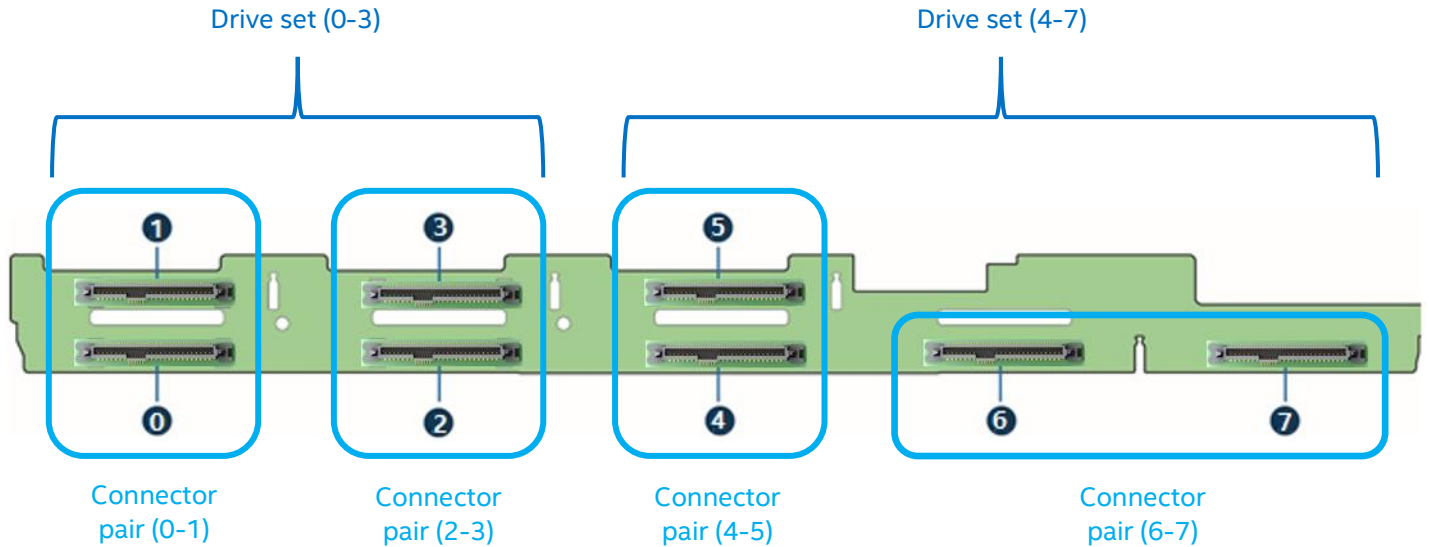 Drive set (0-3)
Drive set (4-7)
1
3
5
0
2
4
6
7
Connector
pair (0-1)
Connector
pair (2-3)
Connector
pair (4-5)
Connector
pair (6-7)